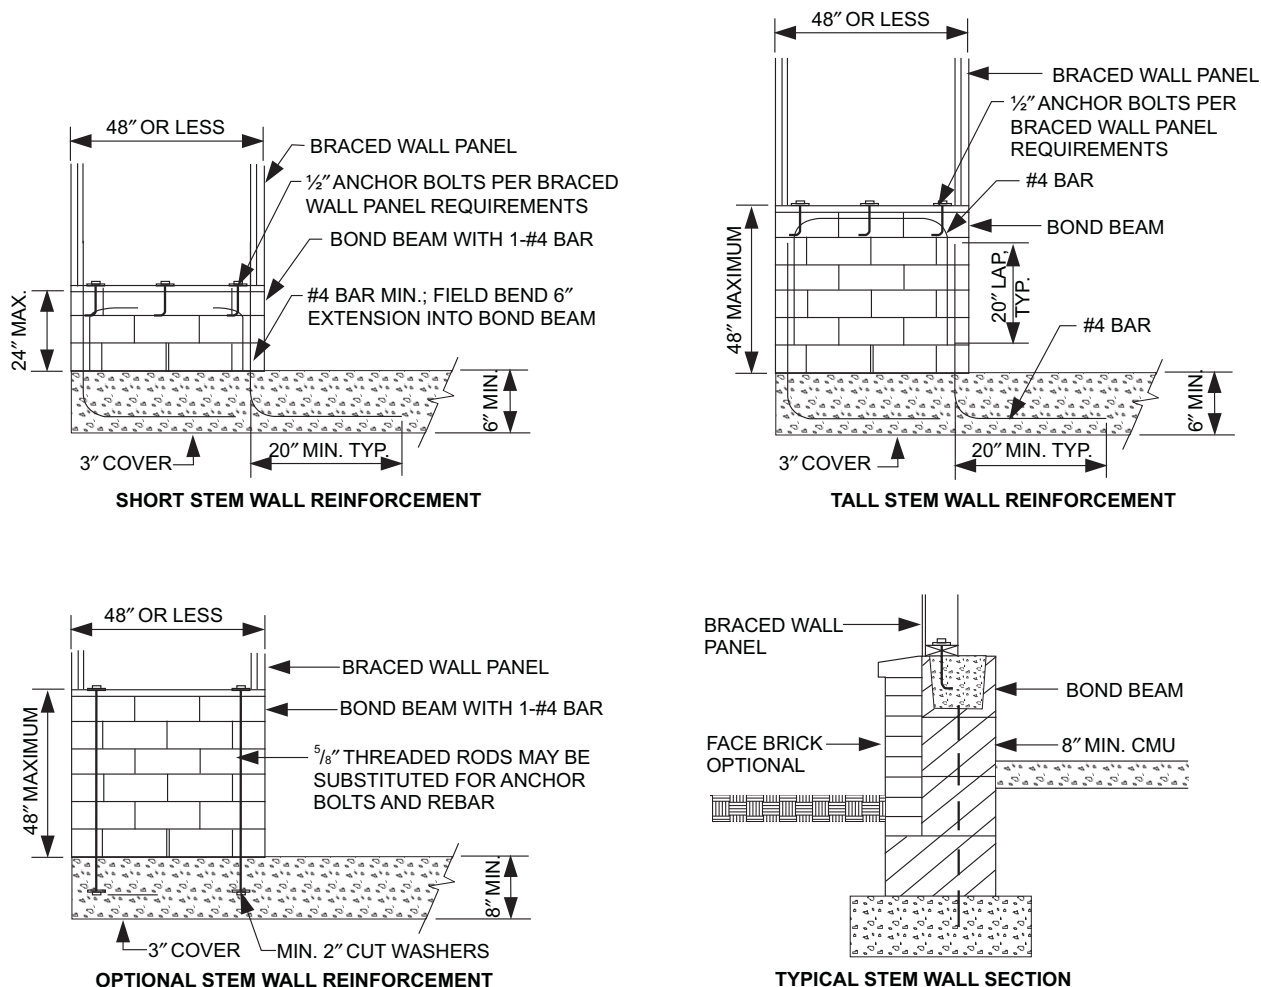 48″ OR LESS
BRACED WALL PANEL
½″ ANCHOR BOLTS PER BRACED
WALL PANEL REQUIREMENTS
BOND BEAM WITH 1-#4 BAR
#4 BAR MIN.; FIELD BEND 6″
EXTENSION INTO BOND BEAM
24″ MAX.
6″ MIN.
3″ COVER
20″ MIN. TYP.
SHORT STEM WALL REINFORCEMENT
48″ OR LESS
BRACED WALL PANEL
½″ ANCHOR BOLTS PER
BRACED WALL PANEL
REQUIREMENTS
#4 BAR
BOND BEAM
48″ MAXIMUM
20″ LAP,
TYP.
#4 BAR
6″ MIN.
3″ COVER
20″ MIN. TYP.
TALL STEM WALL REINFORCEMENT
48″ OR LESS
BRACED WALL PANEL
BOND BEAM WITH 1-#4 BAR
5/8″ THREADED RODS MAY BE
SUBSTITUTED FOR ANCHOR
BOLTS AND REBAR
48″ MAXIMUM
8″ MIN.
3″ COVER
MIN. 2″ CUT WASHERS
OPTIONAL STEM WALL REINFORCEMENT
BRACED WALL
PANEL
BOND BEAM
FACE BRICK
OPTIONAL
8″ MIN. CMU
TYPICAL STEM WALL SECTION